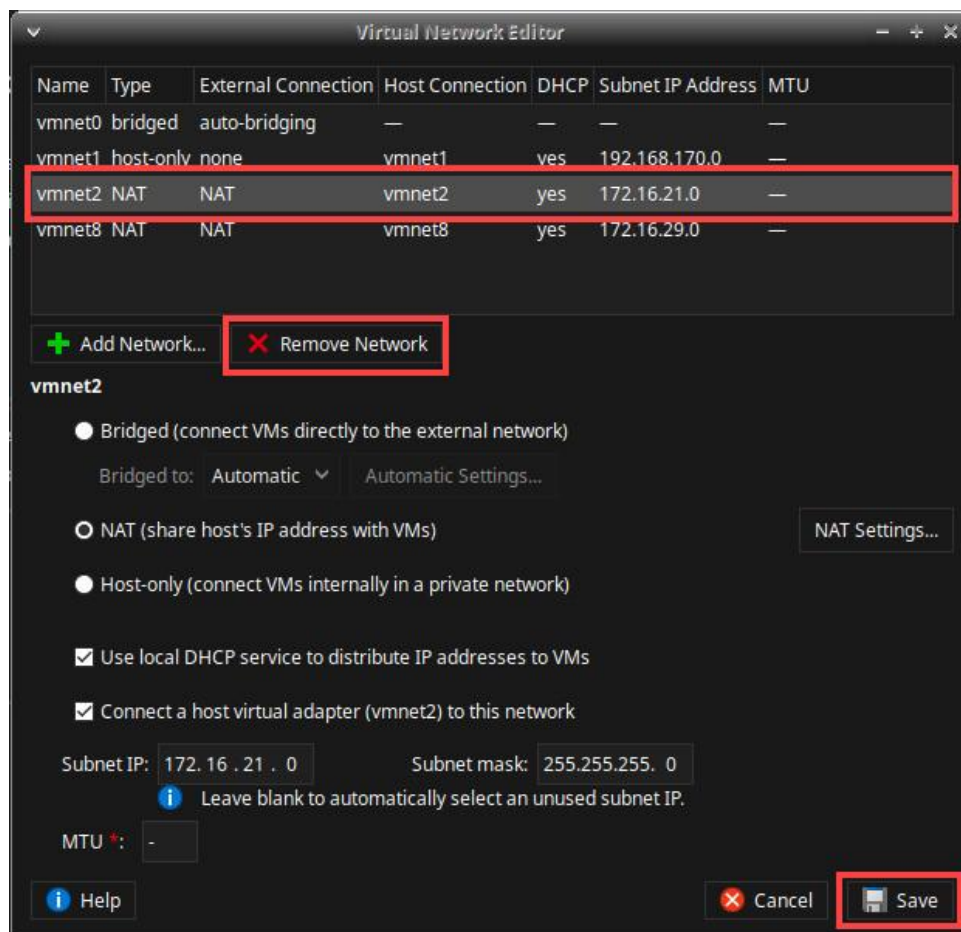 Virtual Network Editor
Name Type External Connection Host Connection DHCP Subnet IP Address MTU
vmnet0 bridged auto-bridging — — — —
vmnet1 host-only none vmnet1 yes 192.168.170.0 —
vmnet2 NAT NAT vmnet2 yes 172.16.21.0 —
vmnet8 NAT NAT vmnet8 yes 172.16.29.0 —
Add Network... Remove Network
vmnet2
Bridged (connect VMs directly to the external network)
Bridged to: Automatic Automatic Settings...
NAT (share host's IP address with VMs) NAT Settings...
Host-only (connect VMs internally in a private network)
Use local DHCP service to distribute IP addresses to VMs
Connect a host virtual adapter (vmnet2) to this network
Subnet IP: 172. 16 . 21 . 0 Subnet mask: 255.255.255. 0
Leave blank to automatically select an unused subnet IP.
MTU *: -
Help Cancel Save